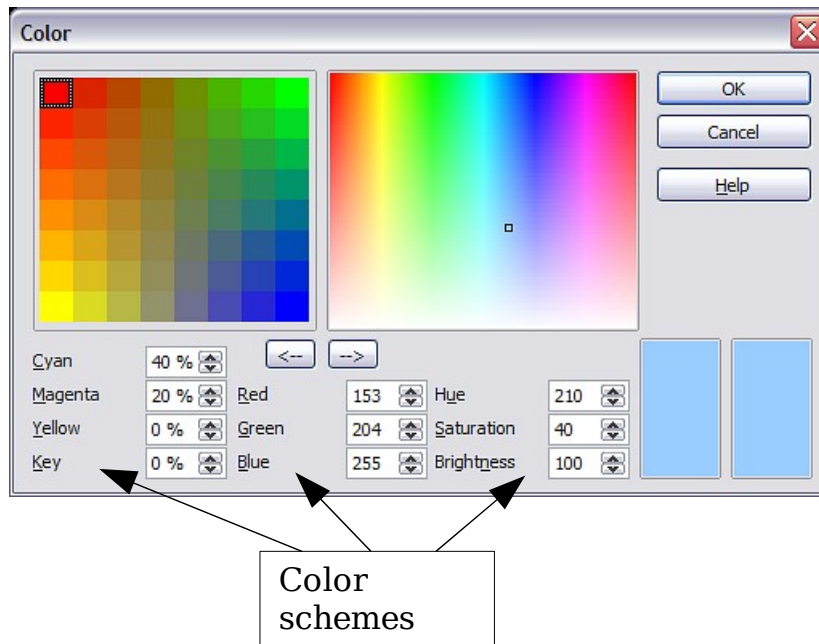 Color
OK
Cancel
Help
<-- -->
Cyan 40 %
Magenta 20 % Red 153 Hue 210
Yellow 0 % Green 204 Saturation 40
Key 0 % Blue 255 Brightness 100
Color
schemes